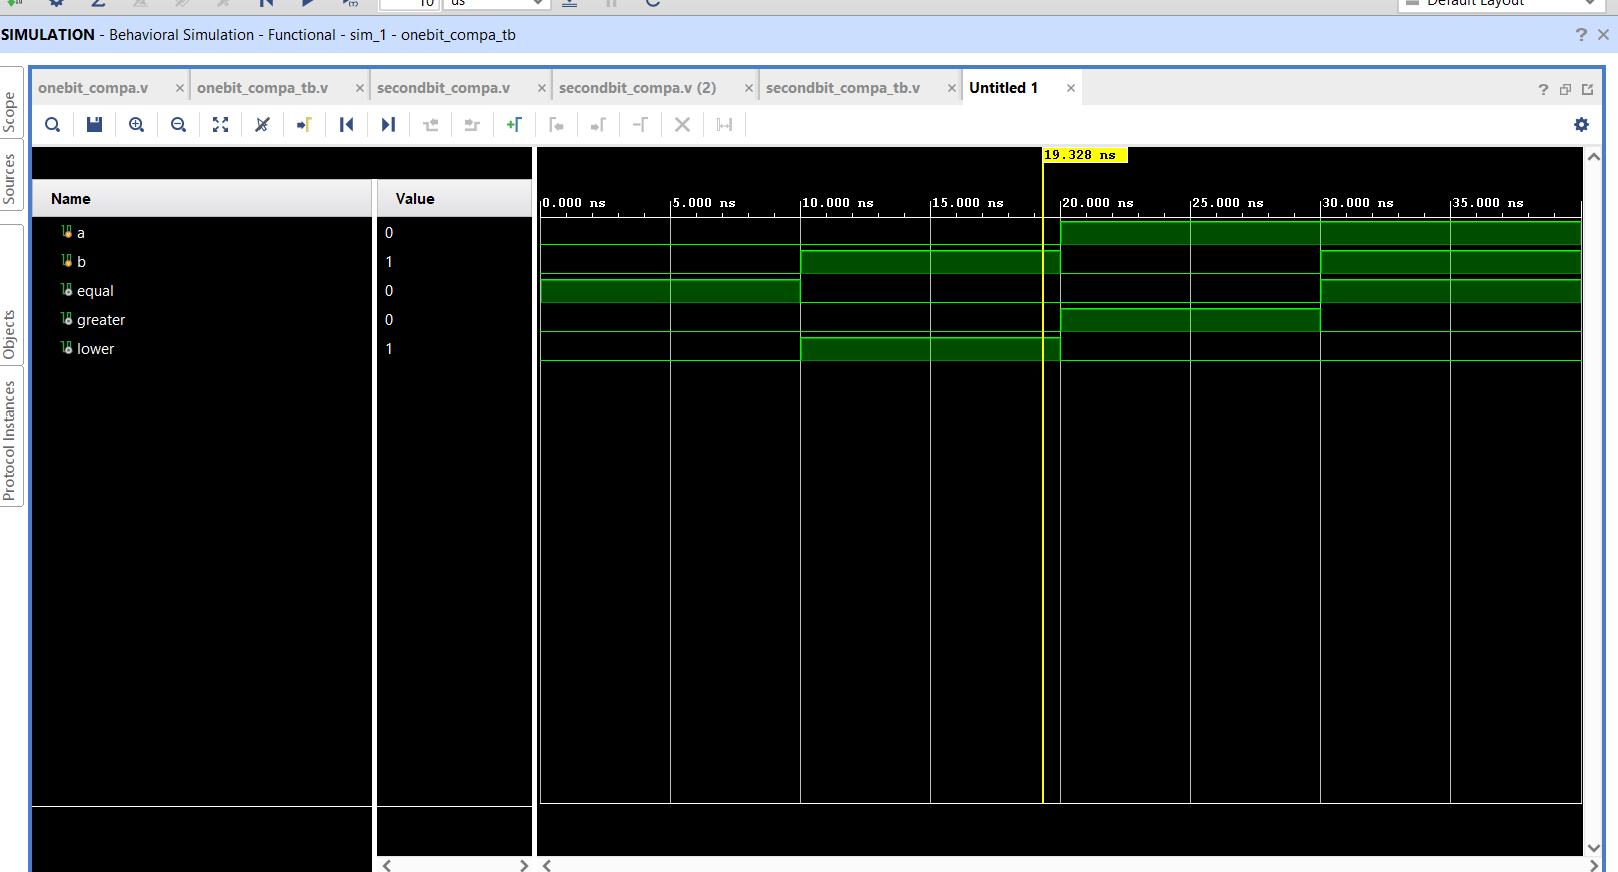 10 us Default Layout
SIMULATION - Behavioral Simulation - Functional - sim_1 - onebit_compa_tb
onebit_compa.v onebit_compa_tb.v secondbit_compa.v secondbit_compa.v (2) secondbit_compa_tb.v Untitled 1
Scope
Sources
Objects
Protocol Instances
19.328 ns
Name Value
0.000 ns 5.000 ns 10.000 ns 15.000 ns 20.000 ns 25.000 ns 30.000 ns 35.000 ns
a 0
b 1
equal 0
greater 0
lower 1